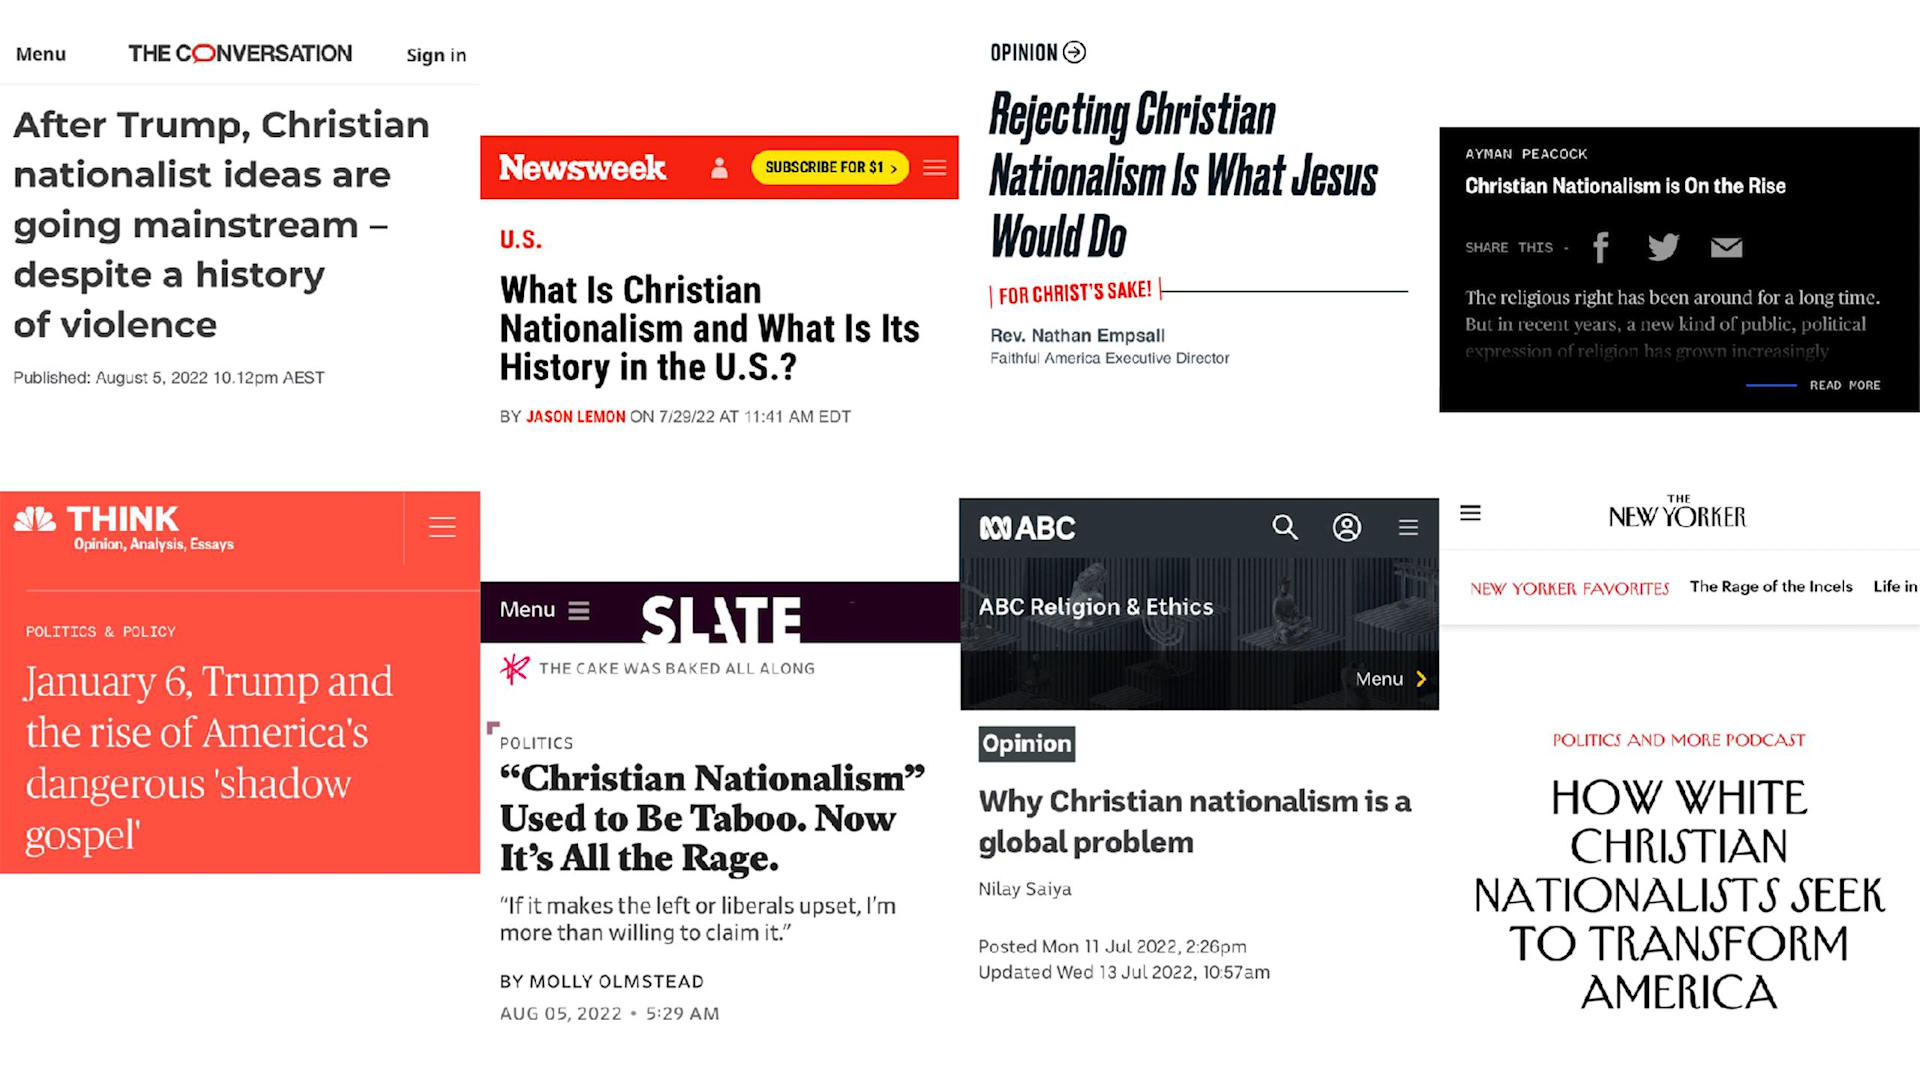 Menu THE CONVERSATION Sign in
After Trump, Christian
nationalist ideas are
going mainstream –
despite a history
of violence
Published: August 5, 2022 10.12pm AEST
Newsweek SUBSCRIBE FOR $1 >
U.S.
What Is Christian
Nationalism and What Is Its
History in the U.S.?
BY JASON LEMON ON 7/29/22 AT 11:41 AM EDT
OPINION
Rejecting Christian
Nationalism Is What Jesus
Would Do
FOR CHRIST'S SAKE!
Rev. Nathan Empsall
Faithful America Executive Director
AYMAN PEACOCK
Christian Nationalism is On the Rise
SHARE THIS -
The religious right has been around for a long time.
But in recent years, a new kind of public, political
expression of religion has grown increasingly
READ MORE
THINK
Opinion, Analysis, Essays
POLITICS & POLICY
January 6, Trump and
the rise of America's
dangerous 'shadow
gospel'
Menu SLATE
THE CAKE WAS BAKED ALL ALONG
POLITICS
“Christian Nationalism”
Used to Be Taboo. Now
It’s All the Rage.
“If it makes the left or liberals upset, I’m
more than willing to claim it.”
BY MOLLY OLMSTEAD
AUG 05, 2022 • 5:29 AM
ABC
ABC Religion & Ethics
Menu
Opinion
Why Christian nationalism is a
global problem
Nilay Saiya
Posted Mon 11 Jul 2022, 2:26pm
Updated Wed 13 Jul 2022, 10:57am
THE
NEW YORKER
NEW YORKER FAVORITES The Rage of the Incels Life in
POLITICS AND MORE PODCAST
HOW WHITE
CHRISTIAN
NATIONALISTS SEEK
TO TRANSFORM
AMERICA